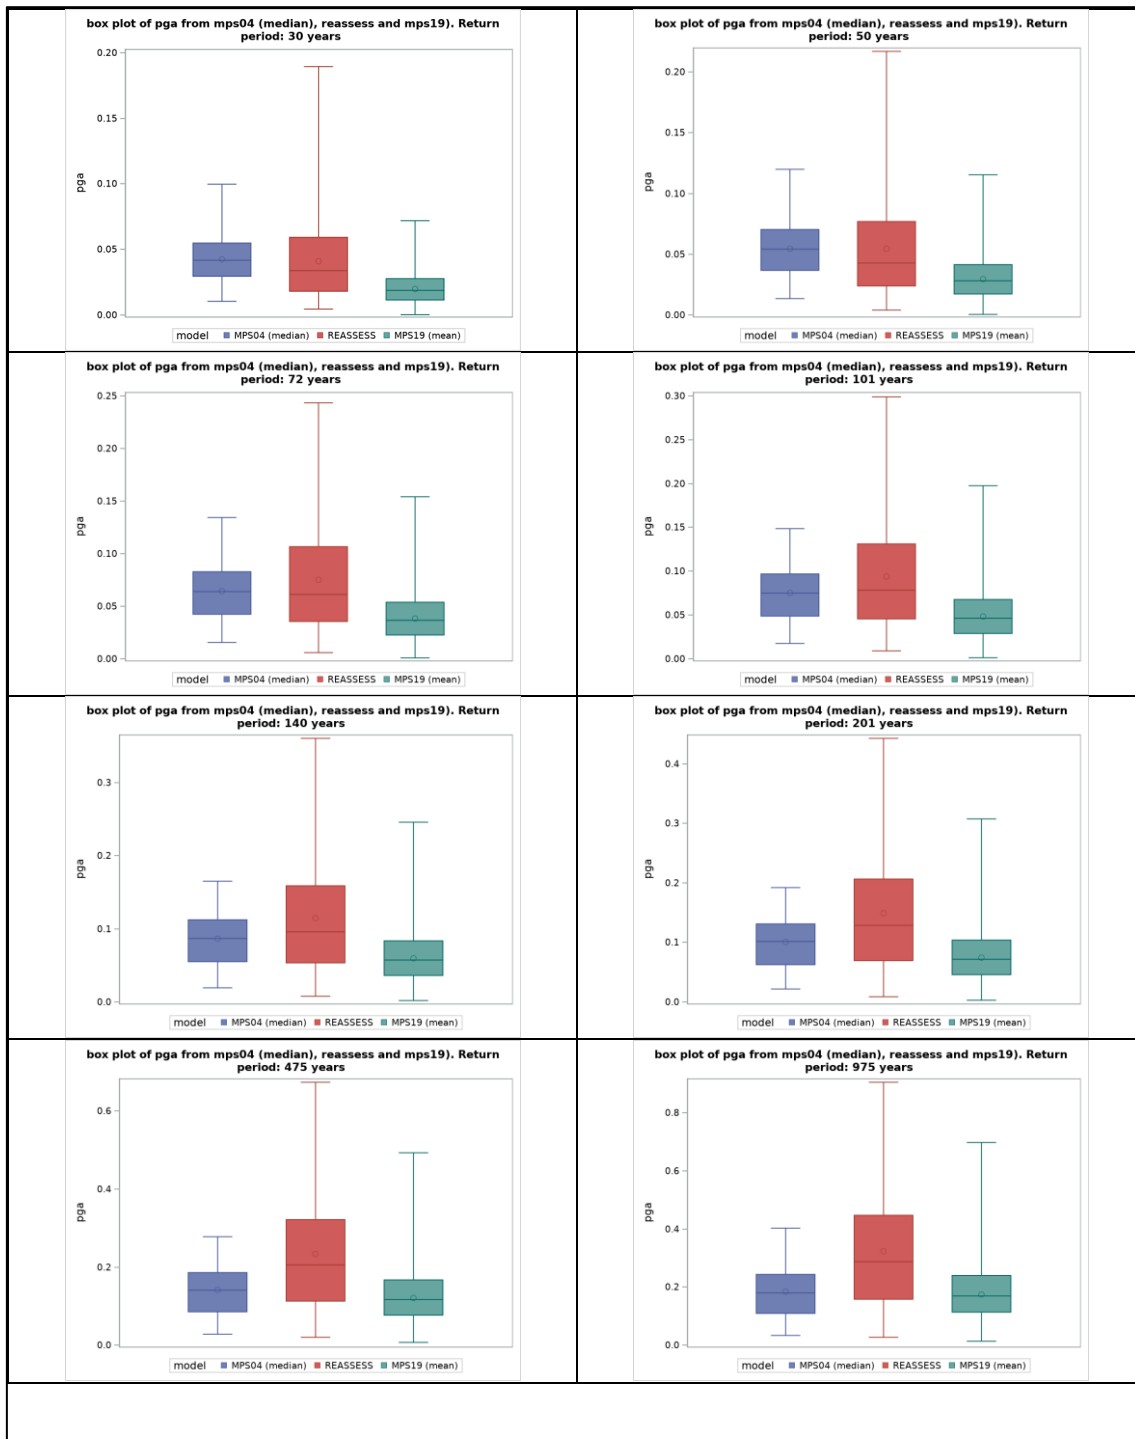 box plot of pga from mps04 (median), reassess and mps19). Return
period: 30 years
0.20
0.15
0.10
0.05
0.00
pga
model MPS04 (median) REASSESS MPS19 (mean)
box plot of pga from mps04 (median), reassess and mps19). Return
period: 50 years
0.20
0.15
0.10
0.05
0.00
pga
model MPS04 (median) REASSESS MPS19 (mean)
box plot of pga from mps04 (median), reassess and mps19). Return
period: 72 years
0.25
0.20
0.15
0.10
0.05
0.00
pga
model MPS04 (median) REASSESS MPS19 (mean)
box plot of pga from mps04 (median), reassess and mps19). Return
period: 101 years
0.30
0.25
0.20
0.15
0.10
0.05
0.00
pga
model MPS04 (median) REASSESS MPS19 (mean)
box plot of pga from mps04 (median), reassess and mps19). Return
period: 140 years
0.3
0.2
0.1
0.0
pga
model MPS04 (median) REASSESS MPS19 (mean)
box plot of pga from mps04 (median), reassess and mps19). Return
period: 201 years
0.4
0.3
0.2
0.1
0.0
pga
model MPS04 (median) REASSESS MPS19 (mean)
box plot of pga from mps04 (median), reassess and mps19). Return
period: 475 years
0.6
0.4
0.2
0.0
pga
model MPS04 (median) REASSESS MPS19 (mean)
box plot of pga from mps04 (median), reassess and mps19). Return
period: 975 years
0.8
0.6
0.4
0.2
0.0
pga
model MPS04 (median) REASSESS MPS19 (mean)